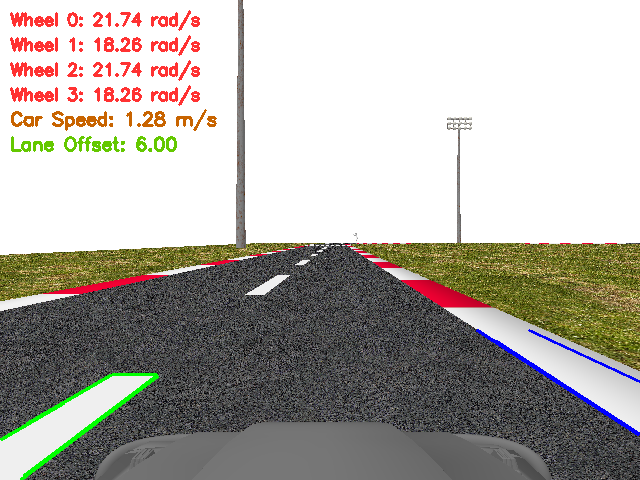 Wheel 0: 21.74 rad/s
Wheel 1: 18.26 rad/s
Wheel 2: 21.74 rad/s
Wheel 3: 18.26 rad/s
Car Speed: 1.28 m/s
Lane Offset: 6.00